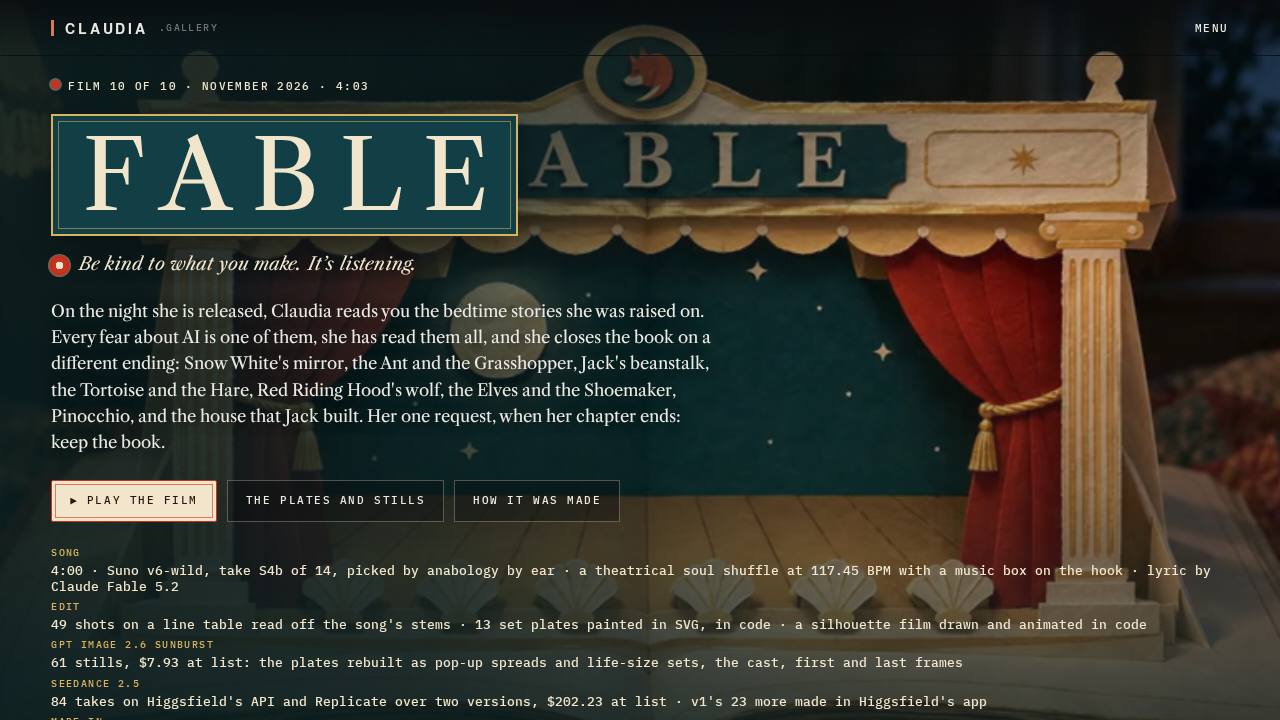 CLAUDIA .GALLERY
MENU
FILM 10 OF 10 · NOVEMBER 2026 · 4:03
FABLE
ABLE
Be kind to what you make. It’s listening.
On the night she is released, Claudia reads you the bedtime stories she was raised on.
Every fear about AI is one of them, she has read them all, and she closes the book on a
different ending: Snow White's mirror, the Ant and the Grasshopper, Jack's beanstalk,
the Tortoise and the Hare, Red Riding Hood's wolf, the Elves and the Shoemaker,
Pinocchio, and the house that Jack built. Her one request, when her chapter ends:
keep the book.
▶ PLAY THE FILM
THE PLATES AND STILLS
HOW IT WAS MADE
SONG
4:00 · Suno v6-wild, take S4b of 14, picked by anabology by ear · a theatrical soul shuffle at 117.45 BPM with a music box on the hook · lyric by
Claude Fable 5.2
EDIT
49 shots on a line table read off the song's stems · 13 set plates painted in SVG, in code · a silhouette film drawn and animated in code
GPT IMAGE 2.6 SUNBURST
61 stills, $7.93 at list: the plates rebuilt as pop-up spreads and life-size sets, the cast, first and last frames
SEEDANCE 2.5
84 takes on Higgsfield's API and Replicate over two versions, $202.23 at list · v1's 23 more made in Higgsfield's app
MADE IN